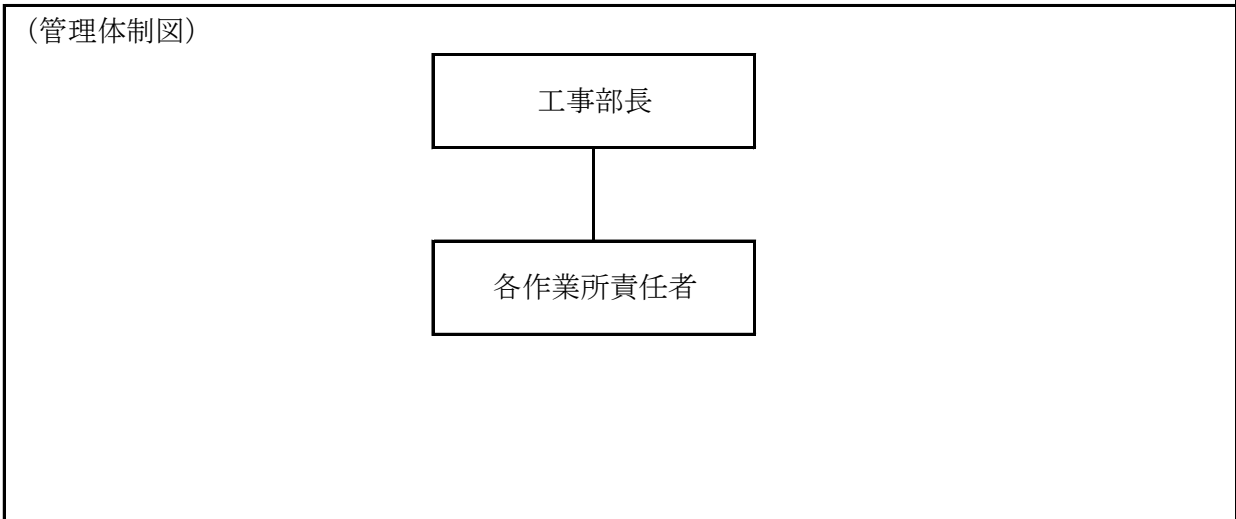 （管理体制図）
工事部長
各作業所責任者